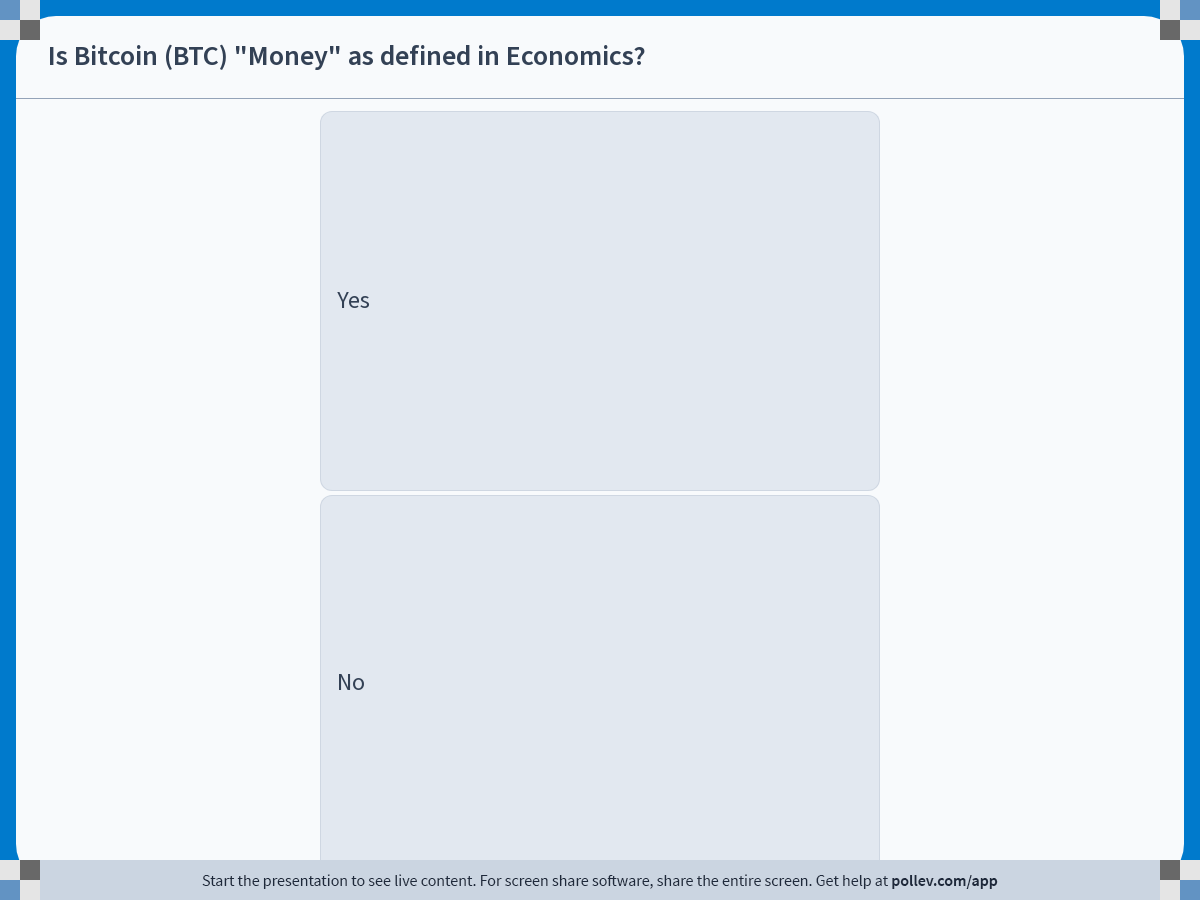 Is Bitcoin (BTC) "Money" as defined in Economics?
Yes
No
Start the presentation to see live content. For screen share software, share the entire screen. Get help at pollev.com/app